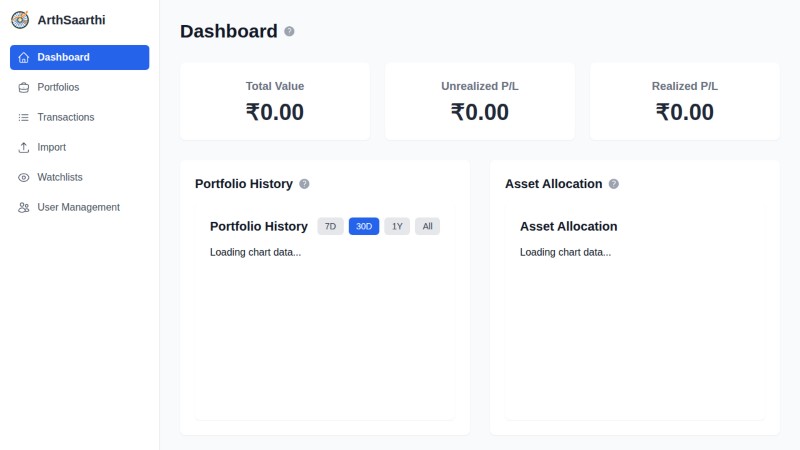 ArthSaarthi
Dashboard
Portfolios
Transactions
Import
Watchlists
User Management
Dashboard ?
Total Value
₹0.00
Unrealized P/L
₹0.00
Realized P/L
₹0.00
Portfolio History ?
Portfolio History 7D 30D 1Y All
Loading chart data...
Asset Allocation ?
Asset Allocation
Loading chart data...